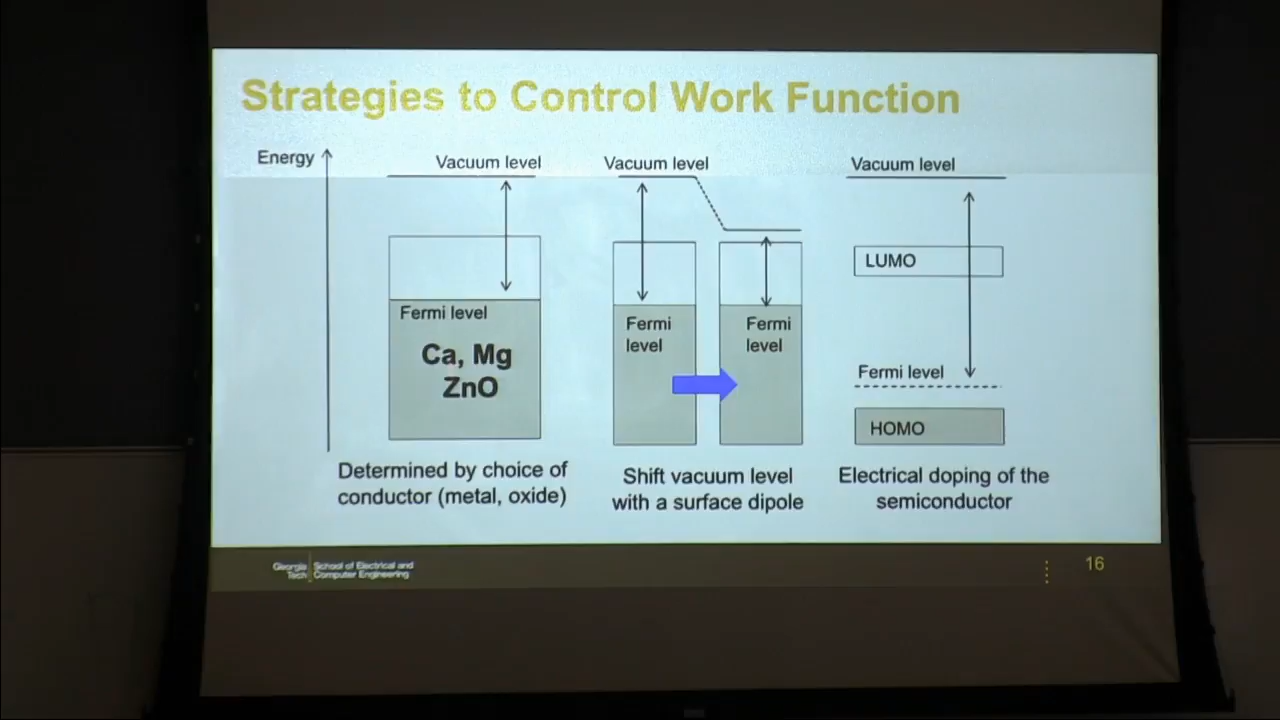 Strategies to Control Work Function
Energy
Vacuum level
Vacuum level
Vacuum level
Fermi level
Ca, Mg
ZnO
Fermi
level
Fermi
level
LUMO
Fermi level
HOMO
Determined by choice of
conductor (metal, oxide)
Shift vacuum level
with a surface dipole
Electrical doping of the
semiconductor
Georgia
Tech
School of Electrical and
Computer Engineering
16